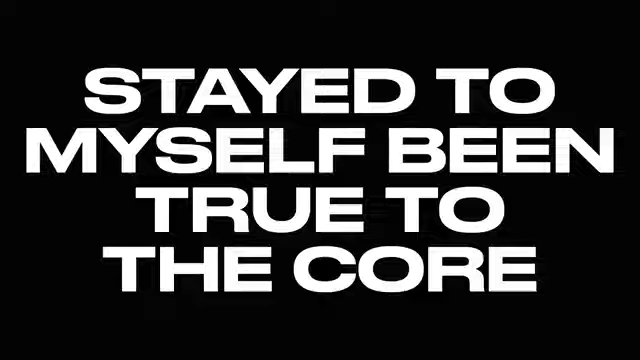 STAYED TO
MYSELF BEEN
TRUE TO
THE CORE